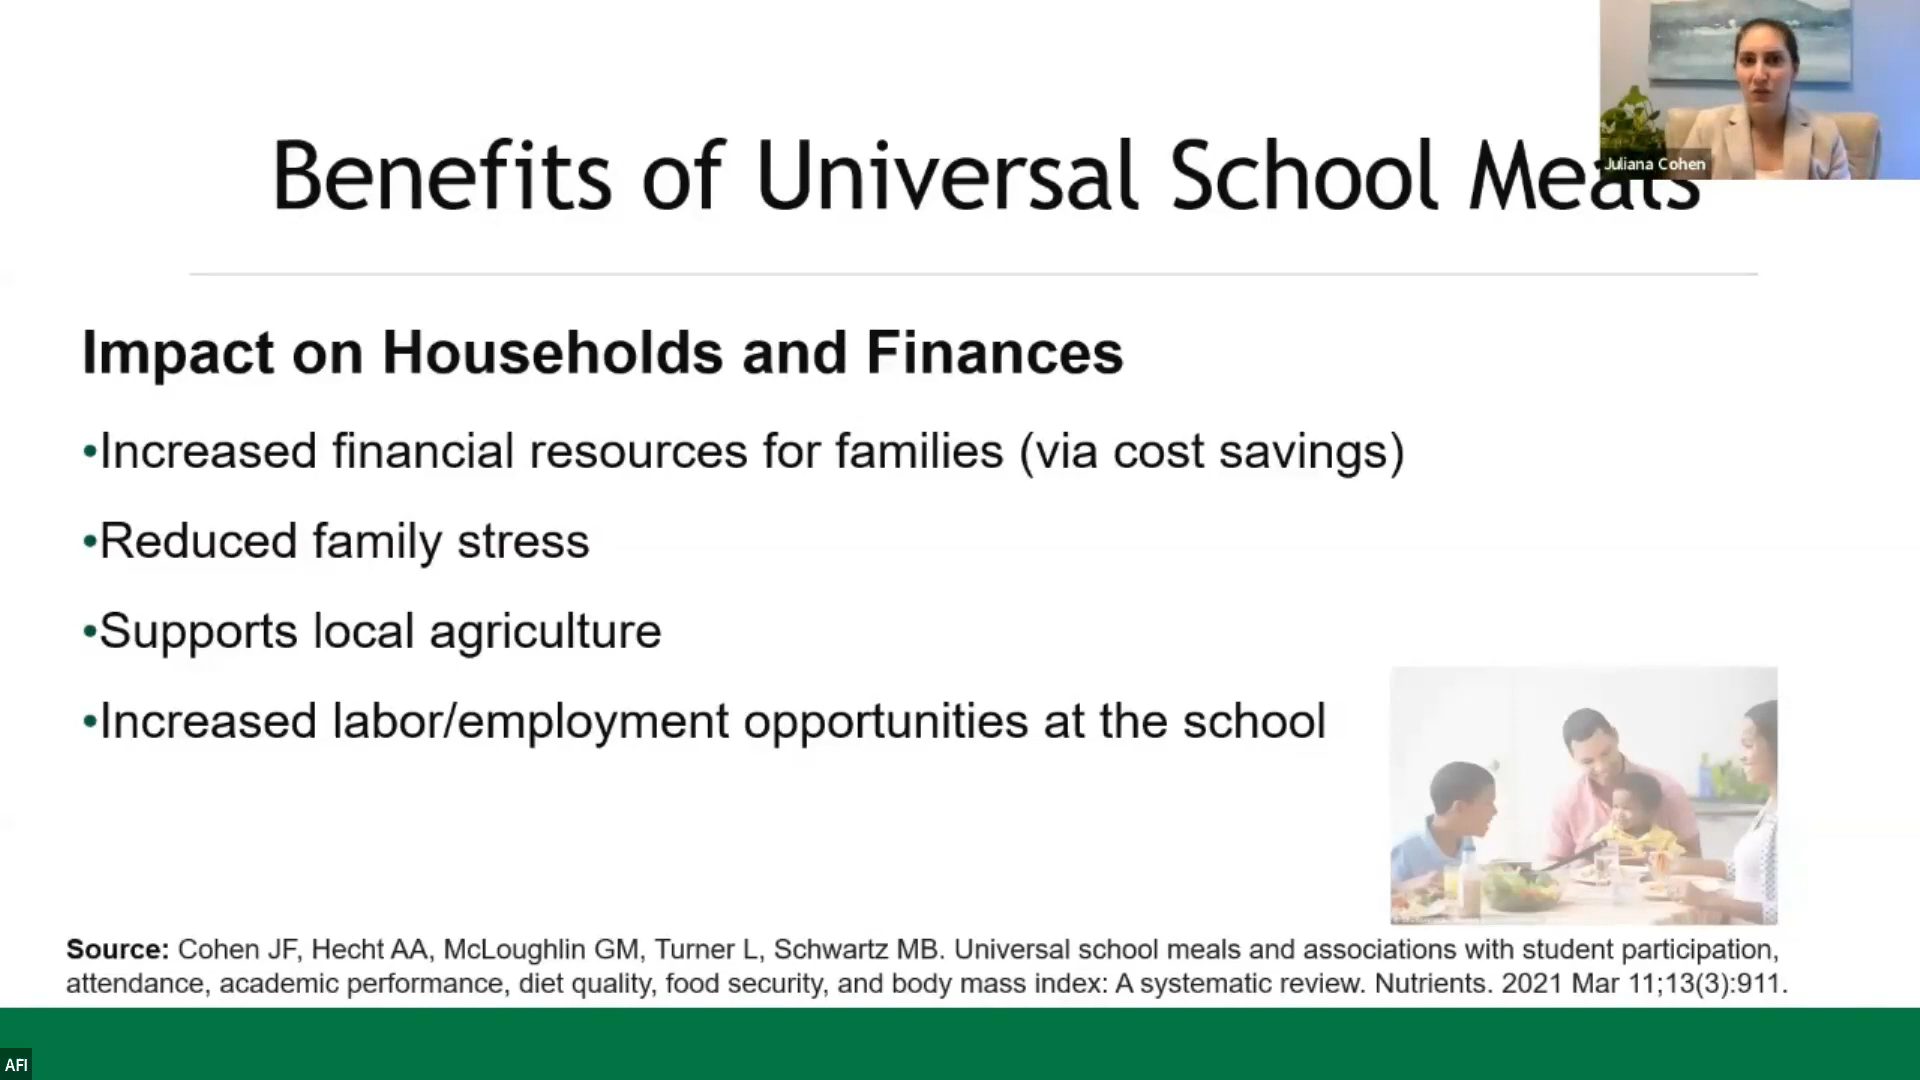 Benefits of Universal School Meals
Juliana Cohen
Impact on Households and Finances
•Increased financial resources for families (via cost savings)
•Reduced family stress
•Supports local agriculture
•Increased labor/employment opportunities at the school
Source: Cohen JF, Hecht AA, McLoughlin GM, Turner L, Schwartz MB. Universal school meals and associations with student participation,
attendance, academic performance, diet quality, food security, and body mass index: A systematic review. Nutrients. 2021 Mar 11;13(3):911.
AFI